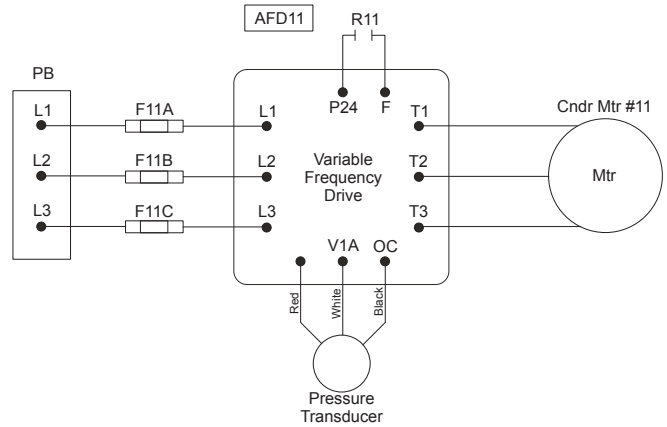 AFD11
R11
PB
L1
F11A
L1
P24
F
T1
Cndr Mtr #11
L2
F11B
L2
Variable
Frequency
Drive
T2
Mtr
L3
F11C
L3
T3
V1A
OC
Red
White
Black
Pressure
Transducer